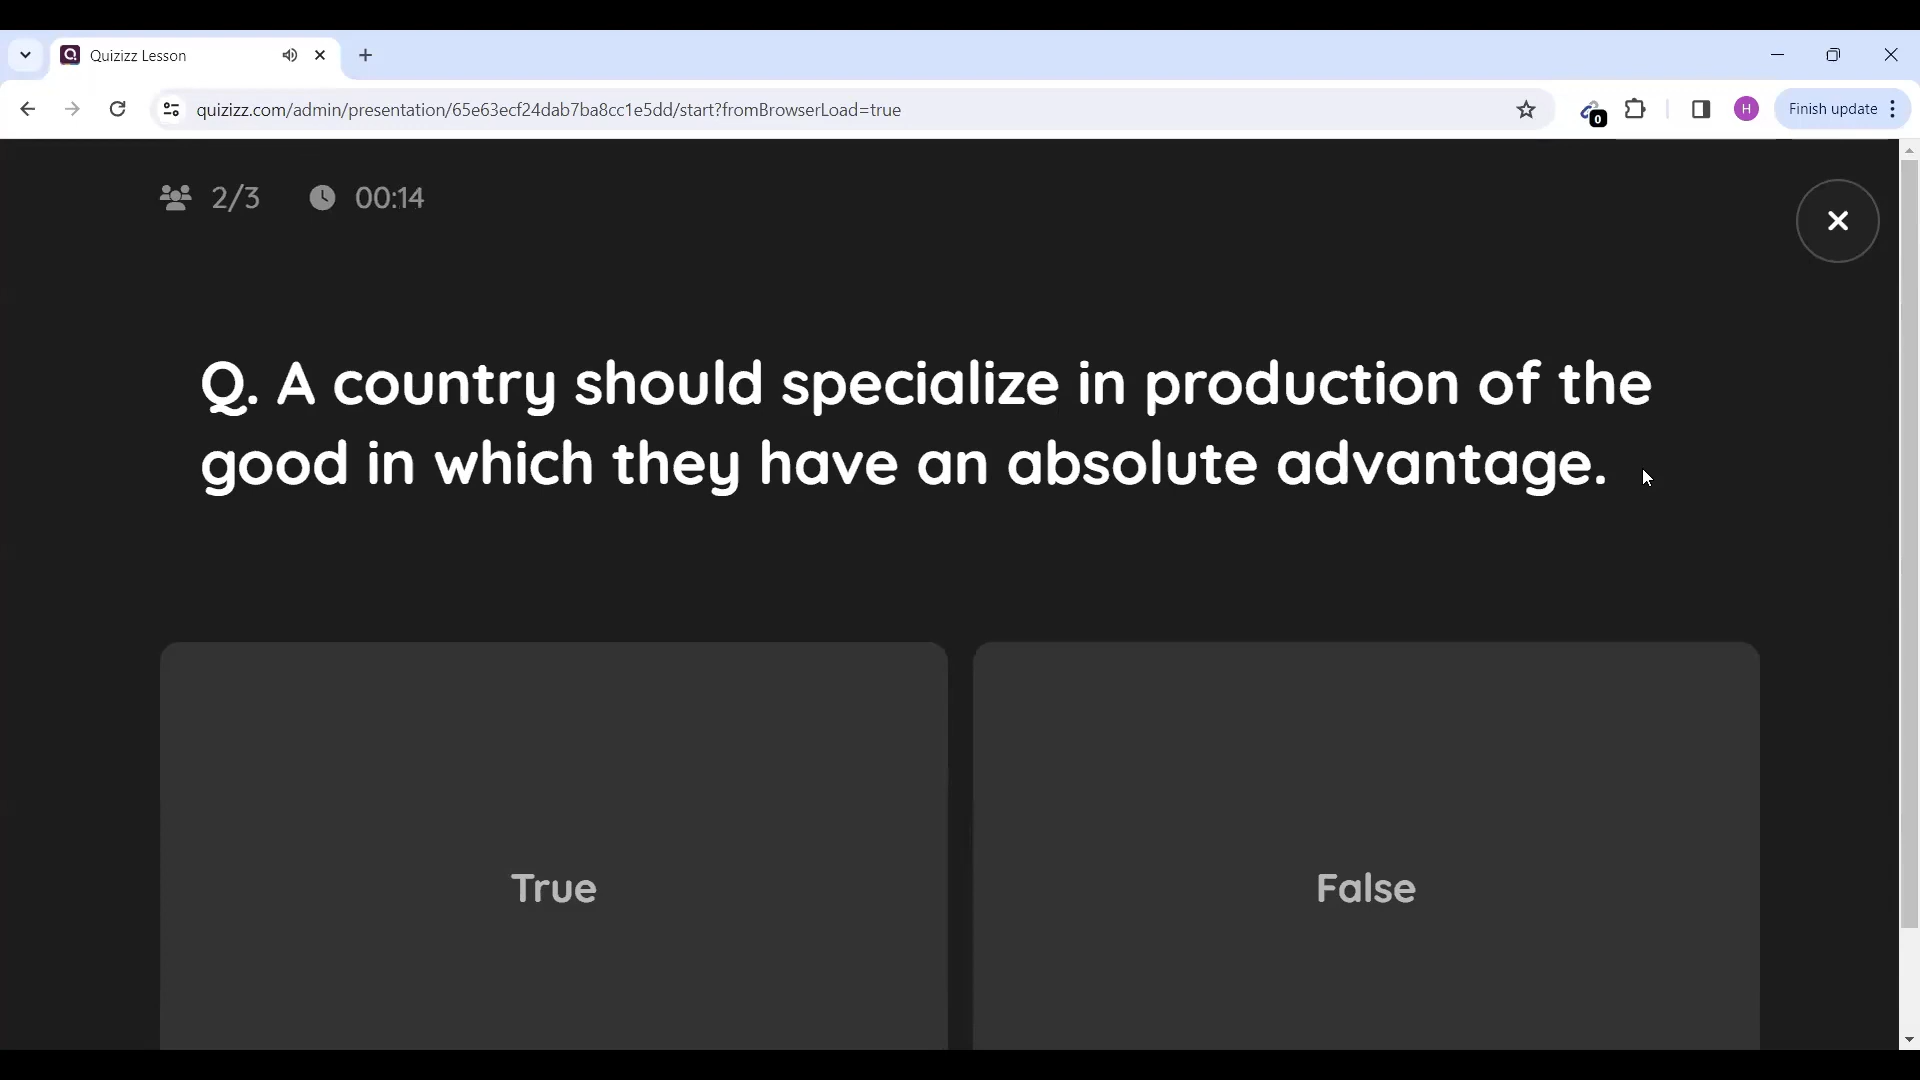 Quizizz Lesson
quizizz.com/admin/presentation/65e63ecf24dab7ba8cc1e5dd/start?fromBrowserLoad=true
0
H
Finish update
2/3 00:14
Q. A country should specialize in production of the
good in which they have an absolute advantage.
True
False